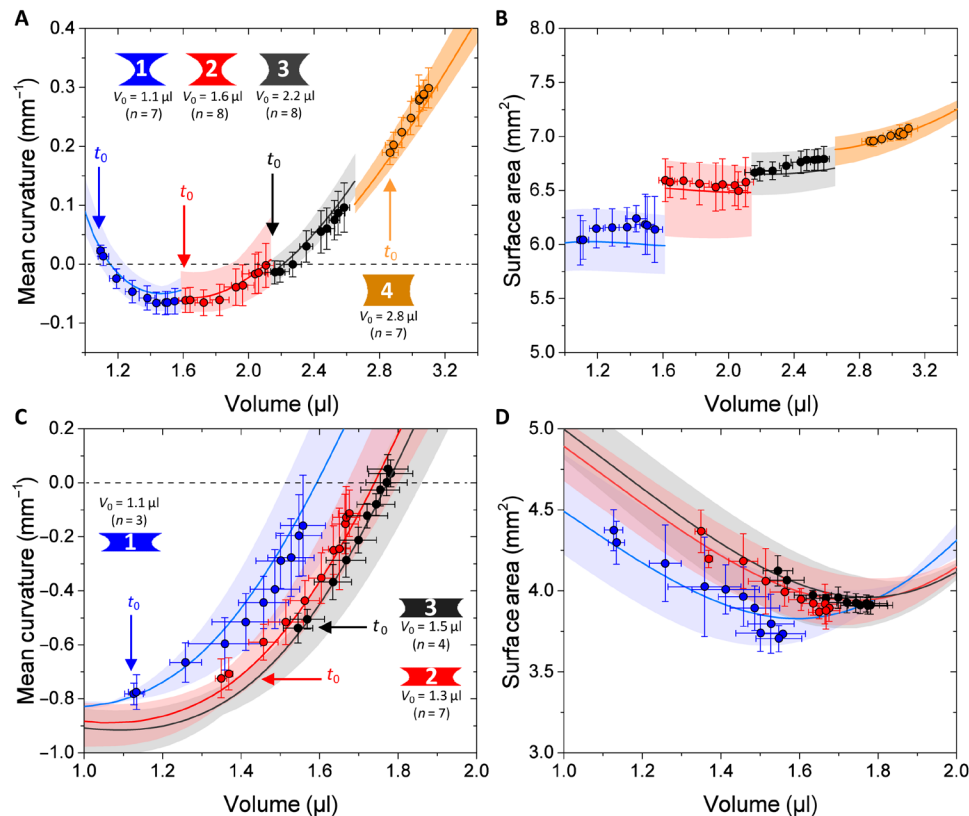 A
Mean curvature (mm⁻¹)
0.4
0.3
0.2
0.1
0.0
−0.1
1.2 1.6 2.0 2.4 2.8 3.2
Volume (µl)
1
V₀ = 1.1 µl
(n = 7)
2
V₀ = 1.6 µl
(n = 8)
3
V₀ = 2.2 µl
(n = 8)
t₀
t₀
t₀
t₀
4
V₀ = 2.8 µl
(n = 7)
B
Surface area (mm²)
8.0
7.5
7.0
6.5
6.0
5.5
5.0
1.0 1.6 2.2 2.8 3.4
Volume (µl)
C
Mean curvature (mm⁻¹)
0.2
0.0
−0.2
−0.4
−0.6
−0.8
−1.0
1.0 1.2 1.4 1.6 1.8 2.0
Volume (µl)
V₀ = 1.1 µl
(n = 3)
1
t₀
3
V₀ = 1.5 µl
(n = 4)
t₀
t₀
2
V₀ = 1.3 µl
(n = 7)
D
Surface area (mm²)
5.0
4.5
4.0
3.5
3.0
1.0 1.2 1.4 1.6 1.8 2.0
Volume (µl)